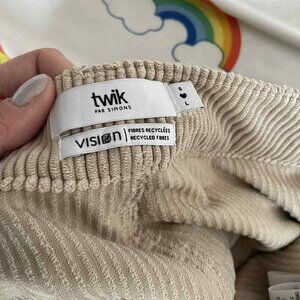 twik
PAR SIMONS
VISION
FIBRES RECYCLÉES
RECYCLED FIBRES
S
L